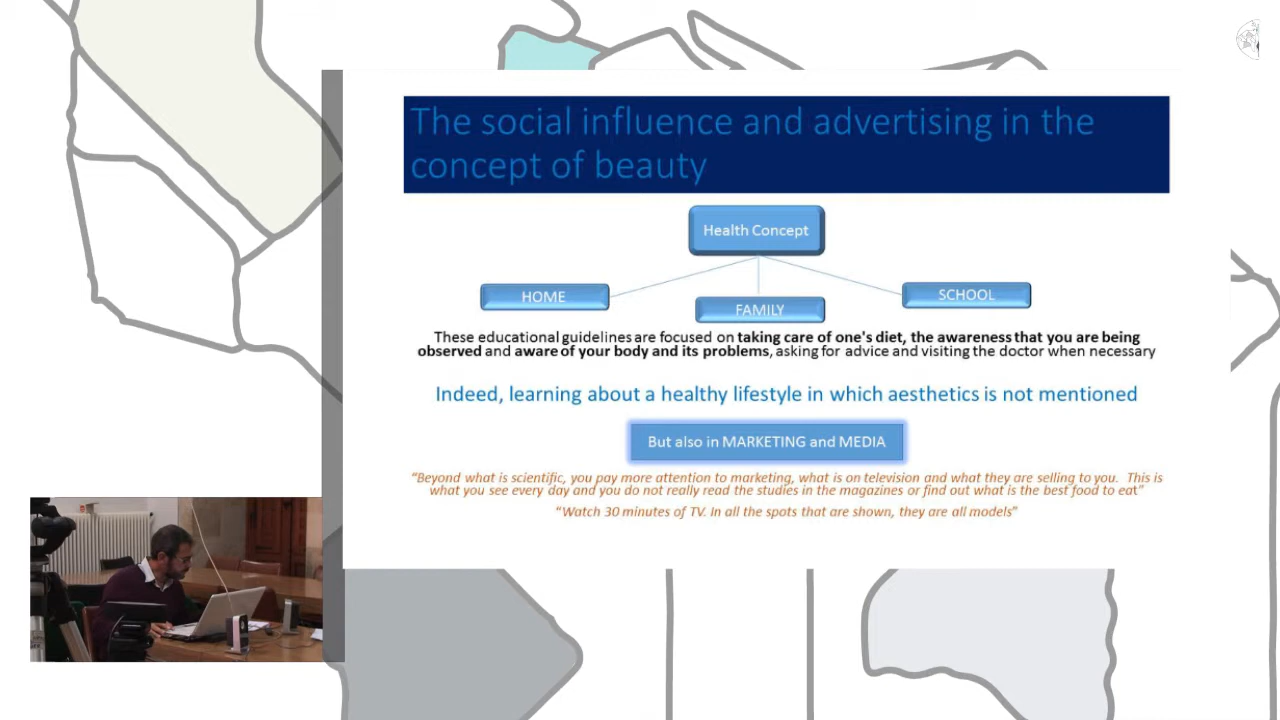 The social influence and advertising in the
concept of beauty
Health Concept
HOME
FAMILY
SCHOOL
These educational guidelines are focused on taking care of one's diet, the awareness that you are being
observed and aware of your body and its problems, asking for advice and visiting the doctor when necessary
Indeed, learning about a healthy lifestyle in which aesthetics is not mentioned
But also in MARKETING and MEDIA
“Beyond what is scientific, you pay more attention to marketing, what is on television and what they are selling to you. This is
what you see every day and you do not really read the studies in the magazines or find out what is the best food to eat”
“Watch 30 minutes of TV. In all the spots that are shown, they are all models”